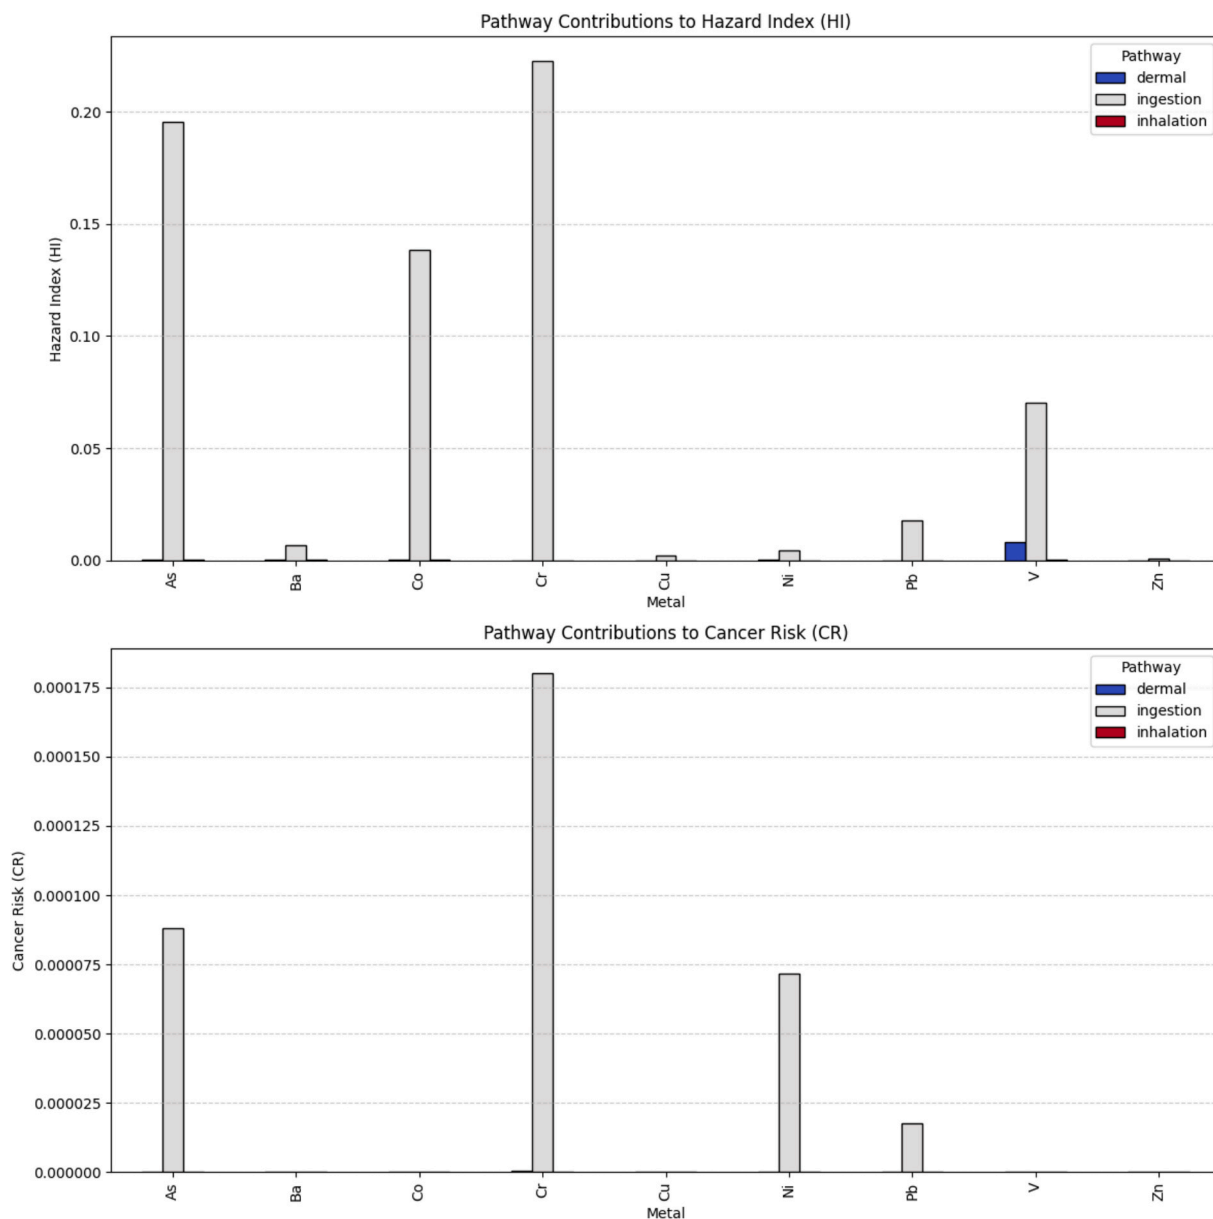 Pathway Contributions to Hazard Index (HI)
Pathway
dermal
ingestion
inhalation
0.20
0.15
0.10
0.05
0.00
Hazard Index (HI)
As Ba Co Cr Cu Ni Pb V Zn
Metal
Pathway Contributions to Cancer Risk (CR)
Pathway
dermal
ingestion
inhalation
0.000175
0.000150
0.000125
0.000100
0.000075
0.000050
0.000025
0.000000
Cancer Risk (CR)
As Ba Co Cr Cu Ni Pb V Zn
Metal